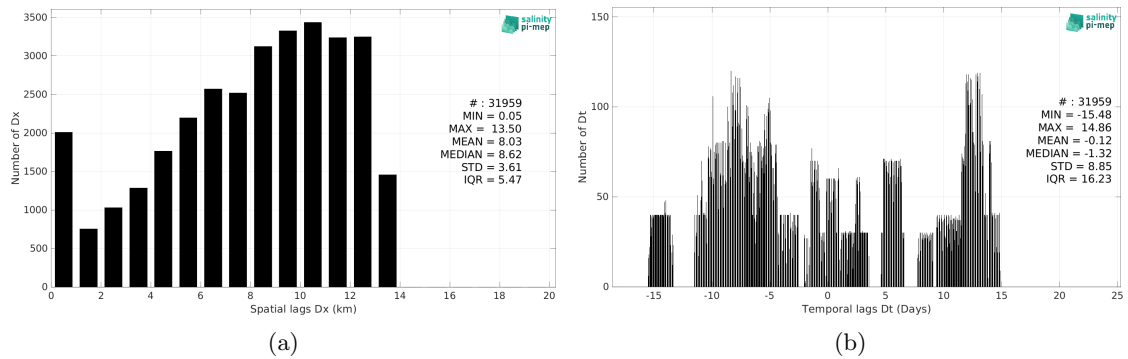 3500
3000
2500
2000
1500
1000
500
0
Number of Dx
0 2 4 6 8 10 12 14 16 18 20
Spatial lags Dx (km)
salinity
pi-mep
# : 31959
MIN = 0.05
MAX = 13.50
MEAN = 8.03
MEDIAN = 8.62
STD = 3.61
IQR = 5.47
(a)
150
100
50
0
Number of Dt
-15 -10 -5 0 5 10 15 20 25
Temporal lags Dt (Days)
salinity
pi-mep
# : 31959
MIN = -15.48
MAX = 14.86
MEAN = -0.12
MEDIAN = -1.32
STD = 8.85
IQR = 16.23
(b)